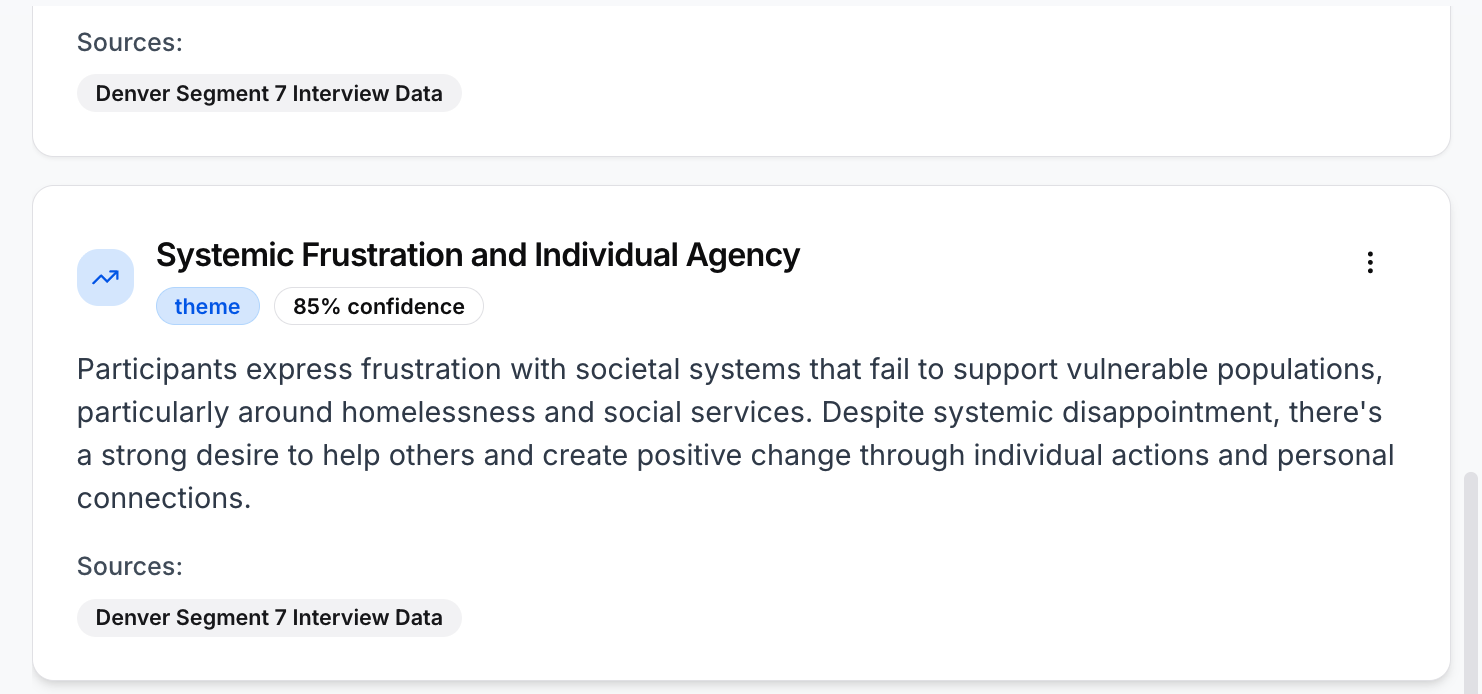 Sources:
Denver Segment 7 Interview Data
Systemic Frustration and Individual Agency
theme
85% confidence
Participants express frustration with societal systems that fail to support vulnerable populations,
particularly around homelessness and social services. Despite systemic disappointment, there's
a strong desire to help others and create positive change through individual actions and personal
connections.
Sources:
Denver Segment 7 Interview Data